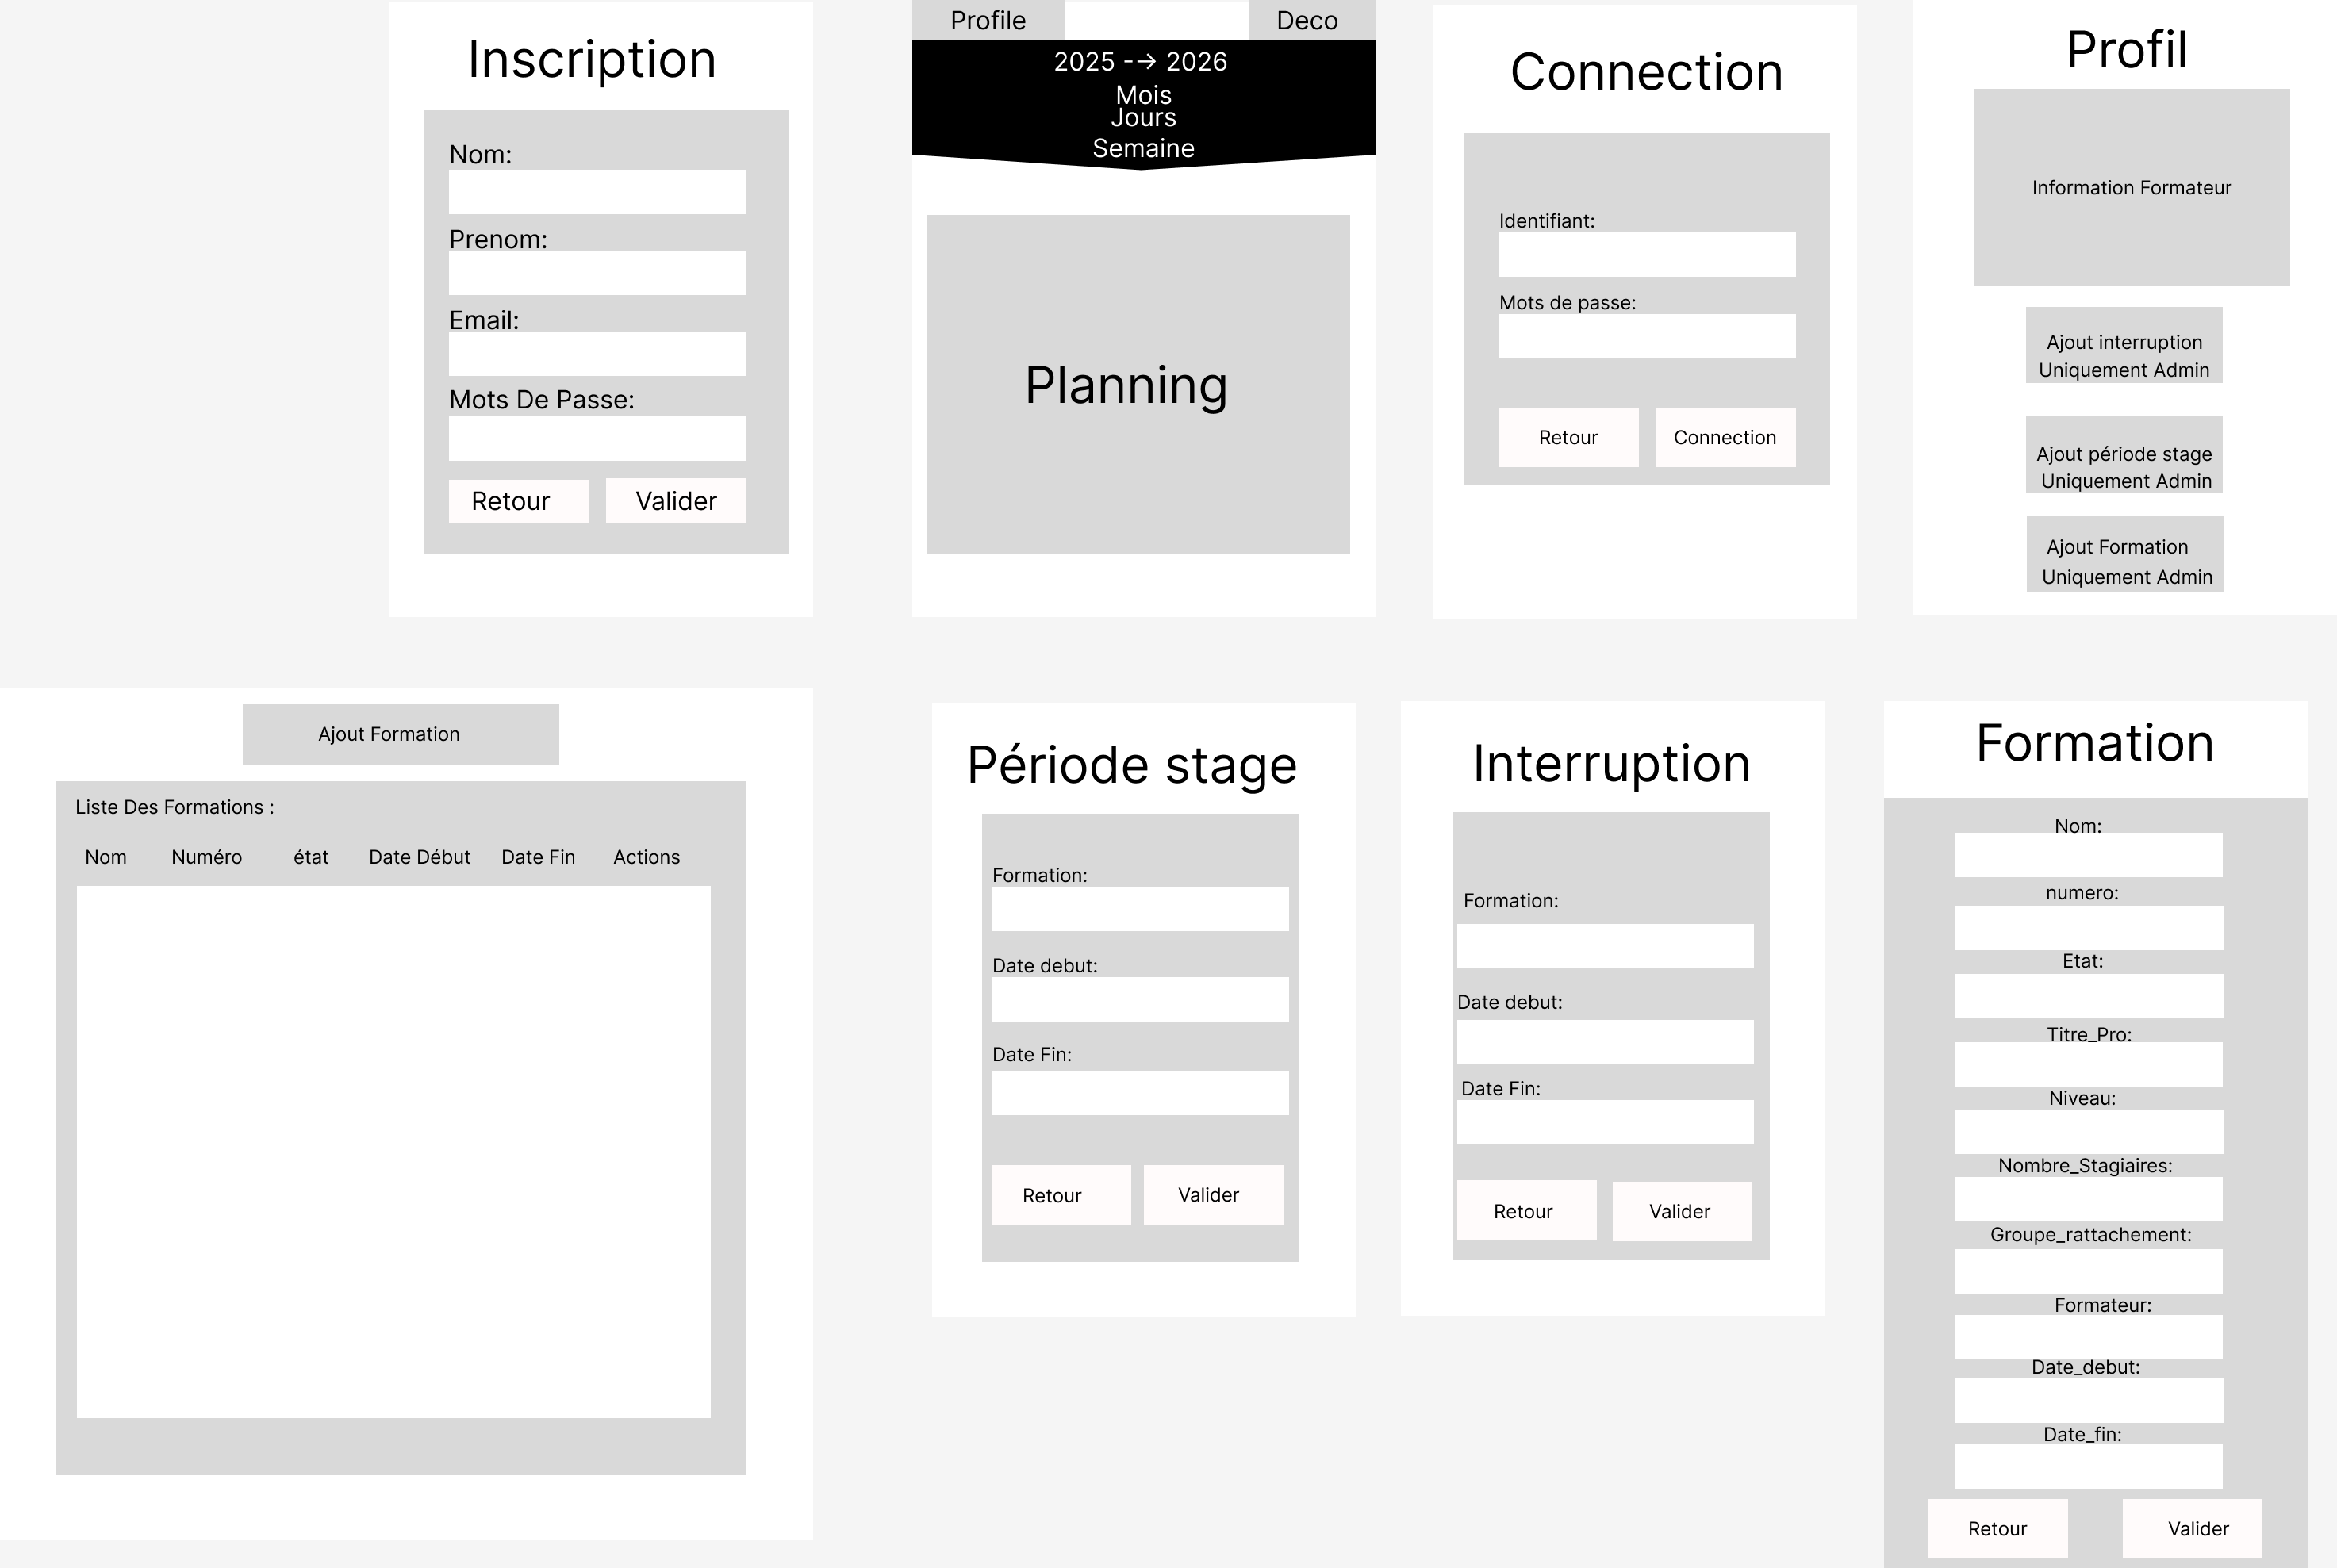 Inscription
Nom:
Prenom:
Email:
Mots De Passe:
Retour
Valider
Profile
Deco
2025 --> 2026
Mois
Jours
Semaine
Planning
Connection
Identifiant:
Mots de passe:
Retour
Connection
Profil
Information Formateur
Ajout interruption
Uniquement Admin
Ajout période stage
Uniquement Admin
Ajout Formation
Uniquement Admin
Ajout Formation
Liste Des Formations :
Nom Numéro état Date Début Date Fin Actions
Période stage
Formation:
Date debut:
Date Fin:
Retour
Valider
Interruption
Formation:
Date debut:
Date Fin:
Retour
Valider
Formation
Nom:
numero:
Etat:
Titre_Pro:
Niveau:
Nombre_Stagiaires:
Groupe_rattachement:
Formateur:
Date_debut:
Date_fin:
Retour
Valider